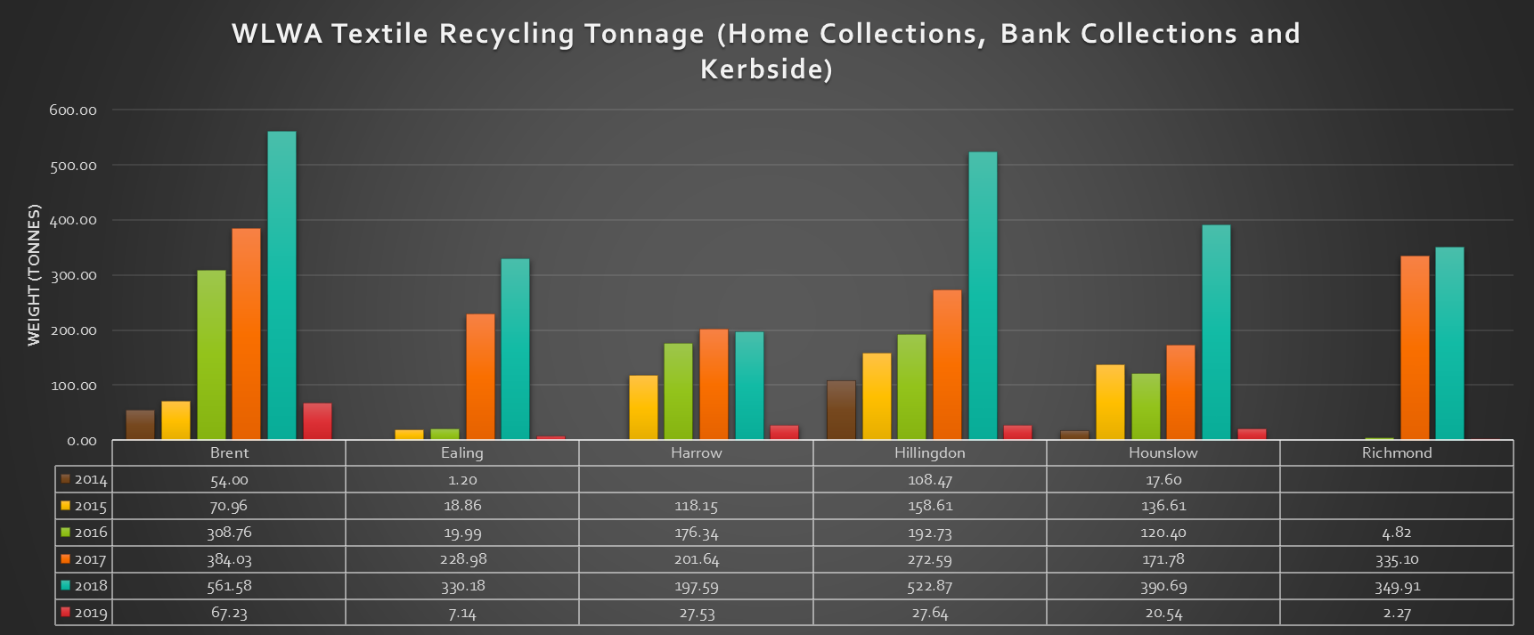 WLWA Textile Recycling Tonnage (Home Collections, Bank Collections and
Kerbside)
WEIGHT (TONNES)
600.00
500.00
400.00
300.00
200.00
100.00
0.00
Brent Ealing Harrow Hillingdon Hounslow Richmond
2014 54.00 1.20 108.47 17.60
2015 70.96 18.86 118.15 158.61 136.61
2016 308.76 19.99 176.34 192.73 120.40 4.82
2017 384.03 228.98 201.64 272.59 171.78 335.10
2018 561.58 330.18 197.59 522.87 390.69 349.91
2019 67.23 7.14 27.53 27.64 20.54 2.27